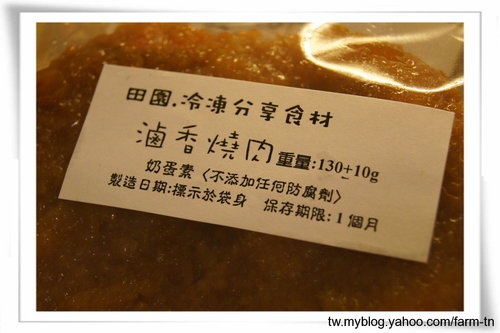 田園.冷凍分享食材
滷香燒肉重量:130±10g
奶蛋素〈不添加任何防腐劑〉
製造日期:標示於袋身 保存期限:1個月
tw.myblog.yahoo.com/farm-tn